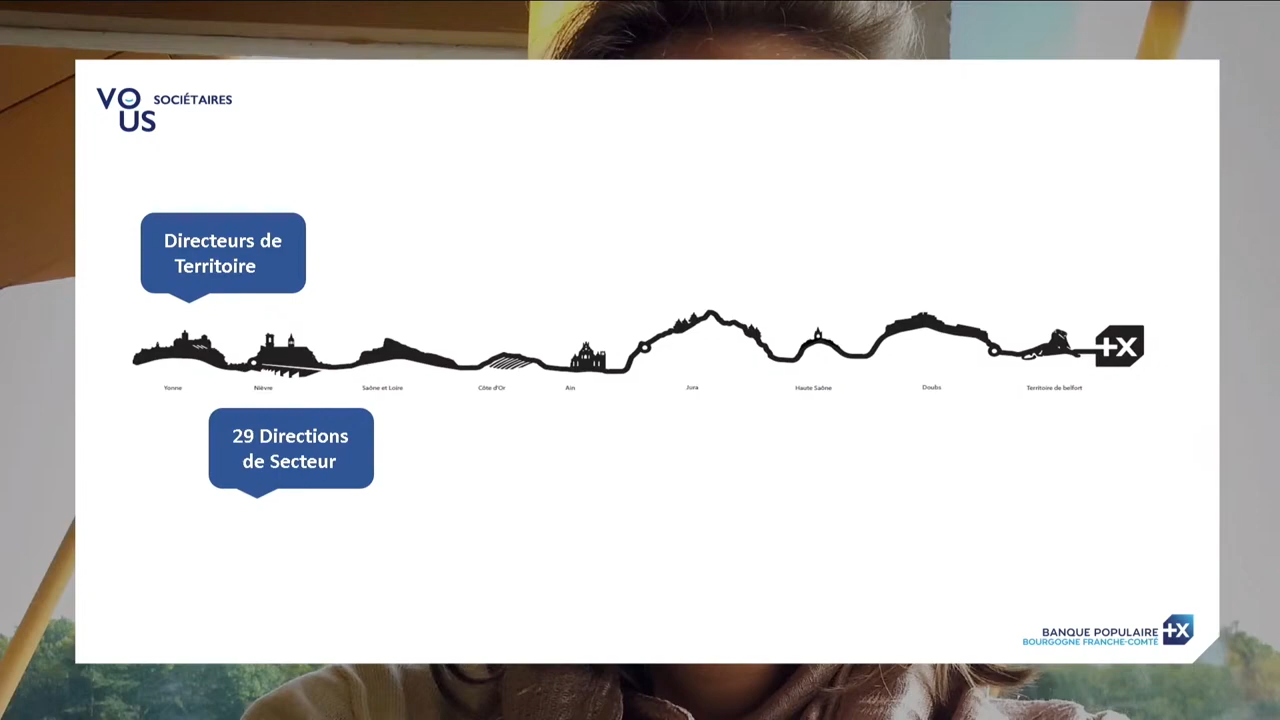 VO SOCIÉTAIRES
US
Directeurs de
Territoire
+X
Yonne Nièvre Saône et Loire Côte d'Or Ain Jura Haute Saône Doubs Territoire de belfort
29 Directions
de Secteur
BANQUE POPULAIRE +X
BOURGOGNE FRANCHE-COMTÉ